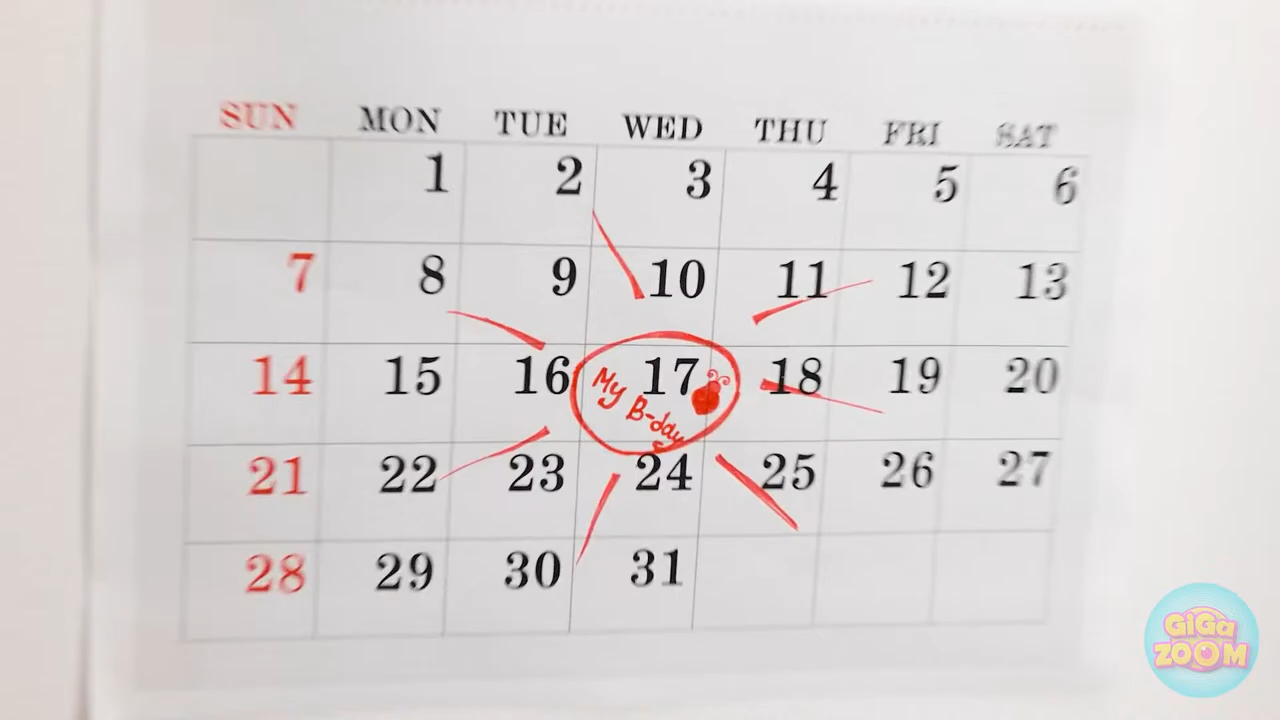 SUN MON TUE WED THU FRI SAT
1 2 3 4 5 6
7 8 9 10 11 12 13
14 15 16 17 18 19 20
My B-day
21 22 23 24 25 26 27
28 29 30 31
GiGa
ZOOM